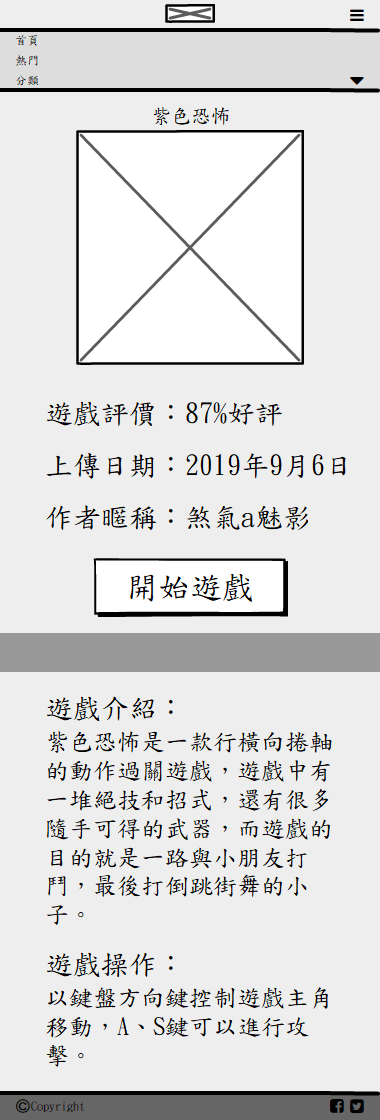 首頁
熱門
分類
紫色恐怖
遊戲評價：87%好評
上傳日期：2019年9月6日
作者暱稱：煞氣a魅影
開始遊戲
遊戲介紹：
紫色恐怖是一款行橫向捲軸
的動作過關遊戲，遊戲中有
一堆絕技和招式，還有很多
隨手可得的武器，而遊戲的
目的就是一路與小朋友打
鬥，最後打倒跳街舞的小
子。
遊戲操作：
以鍵盤方向鍵控制遊戲主角
移動，A、S鍵可以進行攻
擊。
©Copyright